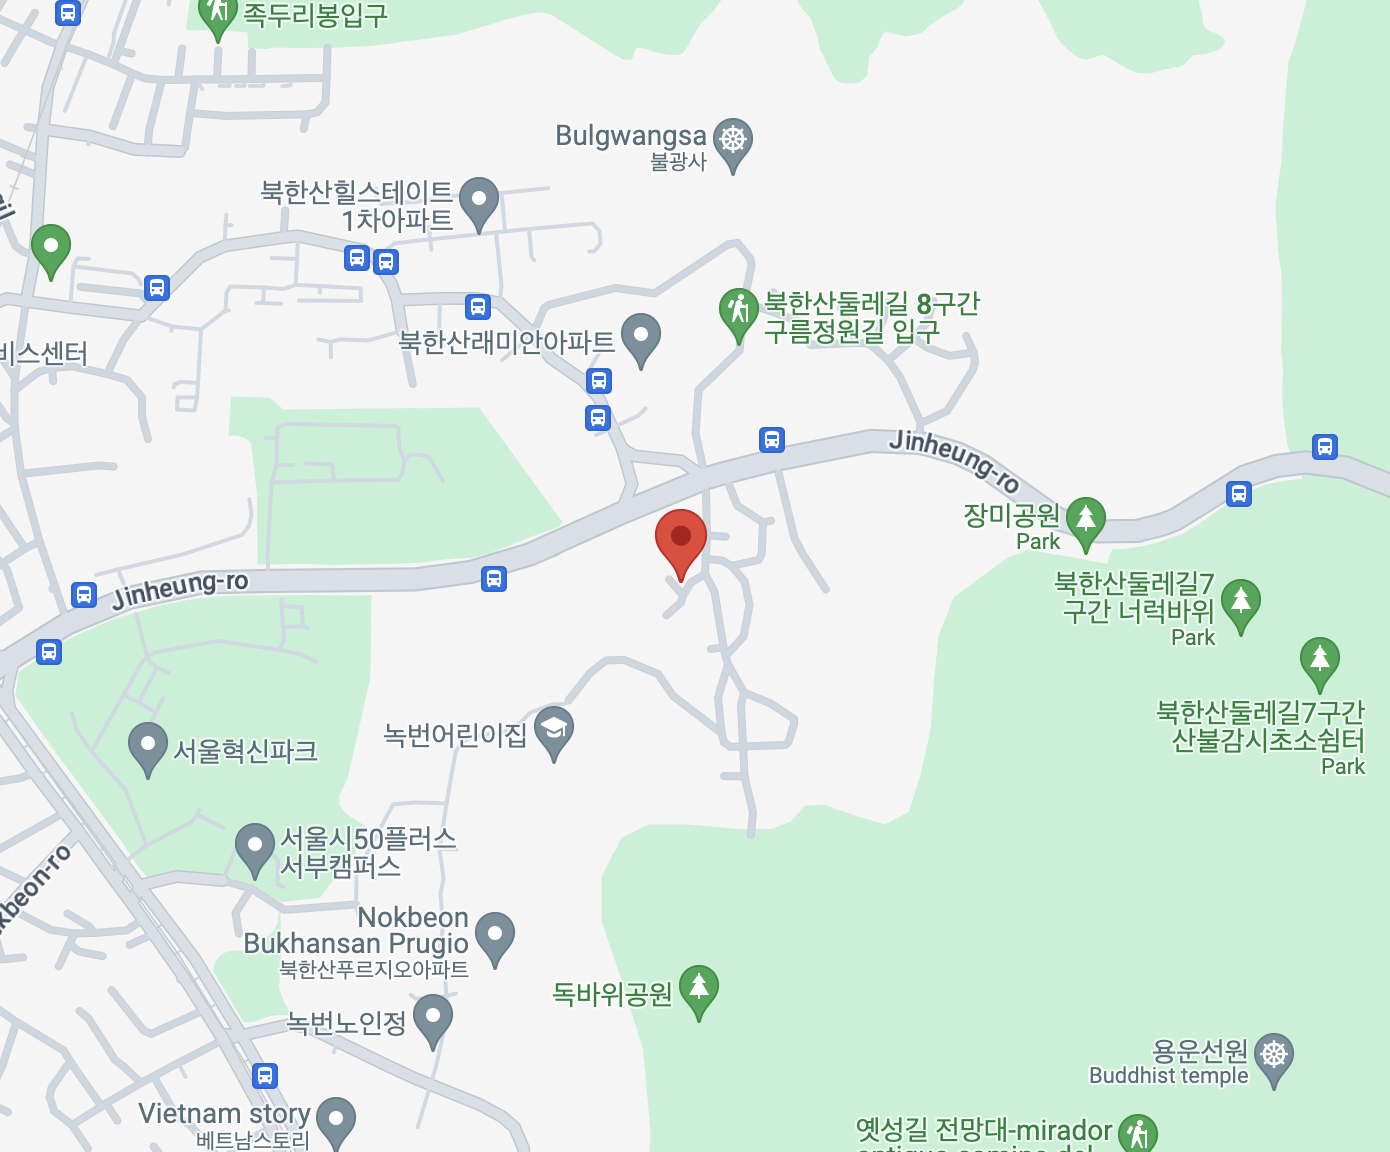 족두리봉입구
Bulgwangsa
불광사
북한산힐스테이트
1차아파트
북한산둘레길 8구간
구름정원길 입구
북한산래미안아파트
비스센터
Jinheung-ro
장미공원
Park
북한산둘레길7
구간 너럭바위
Park
Jinheung-ro
북한산둘레길7구간
산불감시초소쉼터
Park
녹번어린이집
서울혁신파크
서울시50플러스
서부캠퍼스
kbeon-ro
Nokbeon
Bukhansan Prugio
북한산푸르지오아파트
독바위공원
녹번노인정
용운선원
Buddhist temple
Vietnam story
베트남스토리
옛성길 전망대-mirador